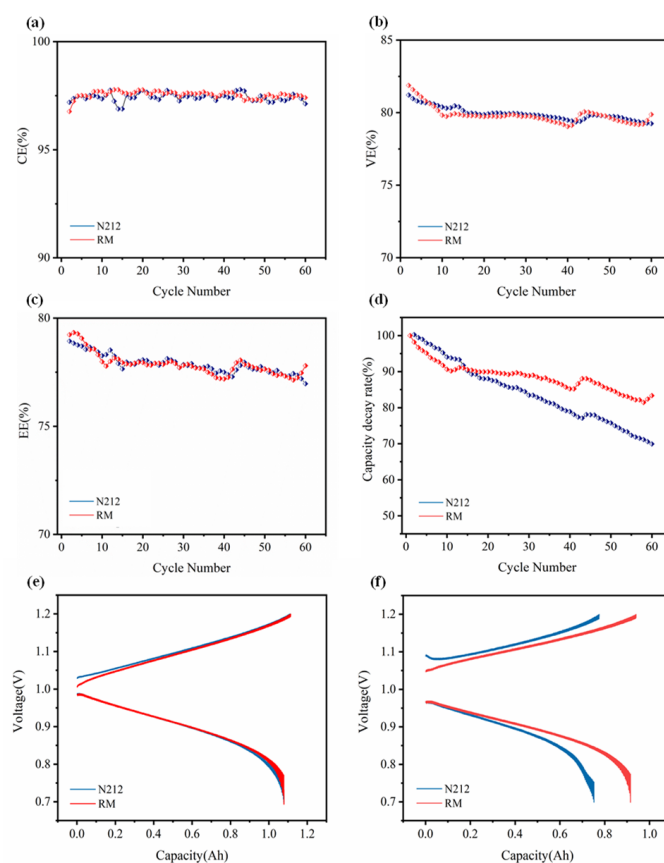 (a)
100
95
90
CE(%)
N212
RM
0 10 20 30 40 50 60
Cycle Number
(b)
85
80
75
70
VE(%)
N212
RM
0 10 20 30 40 50 60
Cycle Number
(c)
80
75
70
EE(%)
N212
RM
0 10 20 30 40 50 60
Cycle Number
(d)
100
90
80
70
60
50
Capacity decay rate(%)
N212
RM
0 10 20 30 40 50 60
Cycle Number
(e)
1.2
1.1
1.0
0.9
0.8
0.7
Voltage(V)
N212
RM
0.0 0.2 0.4 0.6 0.8 1.0 1.2
Capacity(Ah)
(f)
1.2
1.1
1.0
0.9
0.8
0.7
Voltage(V)
N212
RM
0.0 0.2 0.4 0.6 0.8 1.0
Capacity(Ah)